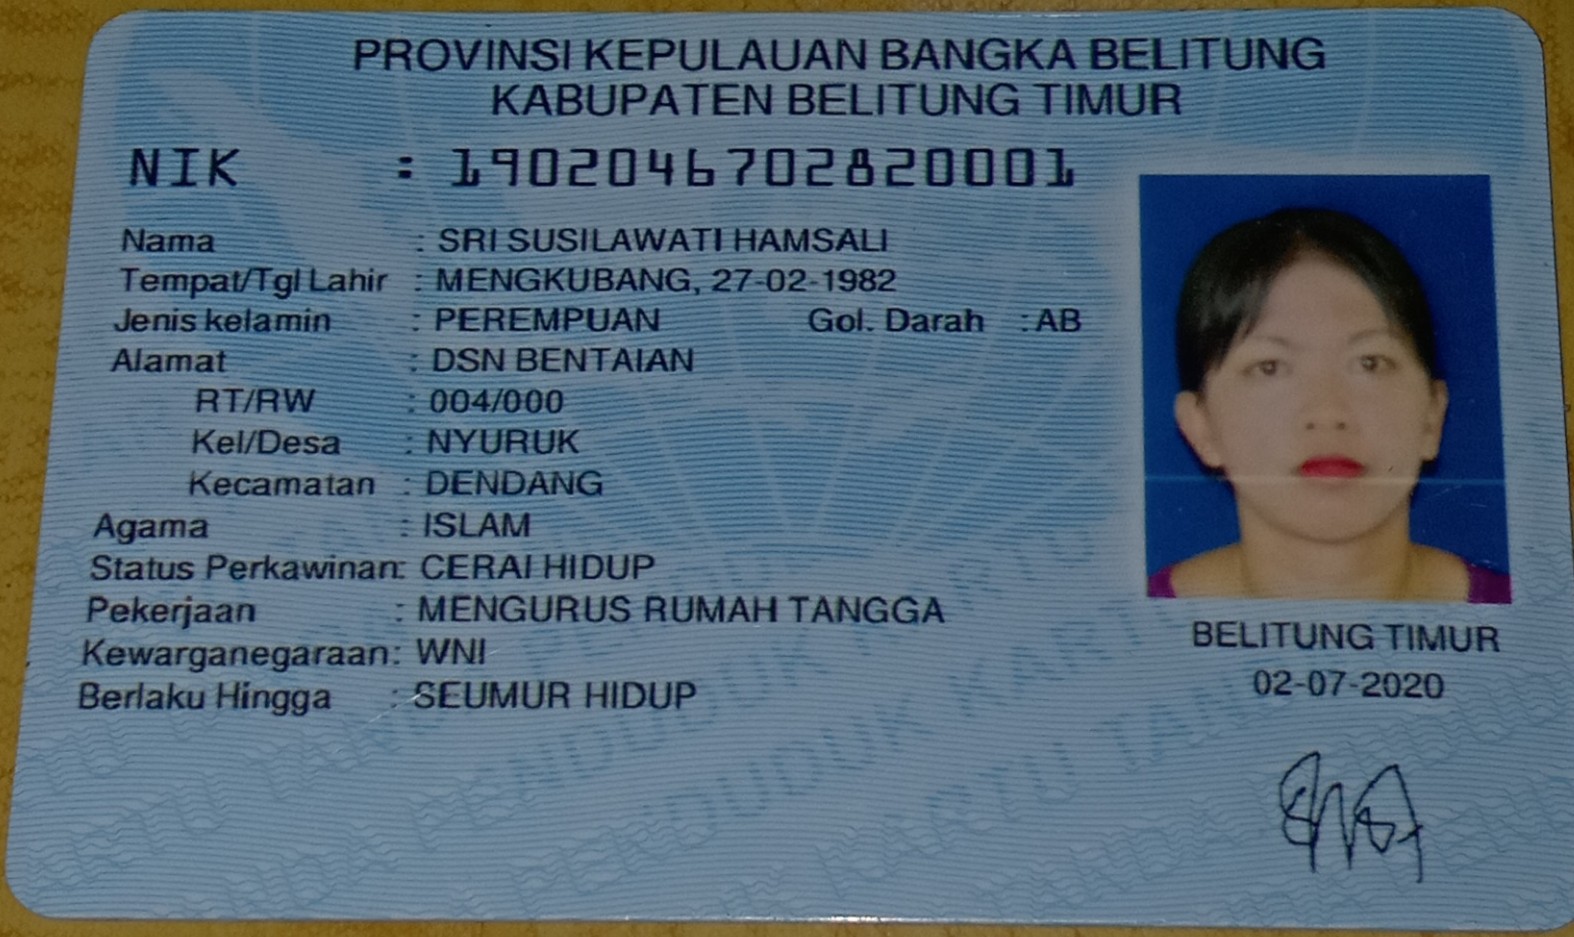 PROVINSI KEPULAUAN BANGKA BELITUNG
KABUPATEN BELITUNG TIMUR
NIK : 1902046702820001
Nama : SRI SUSILAWATI HAMSALI
Tempat/Tgl Lahir : MENGKUBANG, 27-02-1982
Jenis kelamin : PEREMPUAN Gol. Darah : AB
Alamat : DSN BENTAIAN
RT/RW : 004/000
Kel/Desa : NYURUK
Kecamatan : DENDANG
Agama : ISLAM
Status Perkawinan: CERAI HIDUP
Pekerjaan : MENGURUS RUMAH TANGGA
Kewarganegaraan: WNI
Berlaku Hingga : SEUMUR HIDUP
BELITUNG TIMUR
02-07-2020